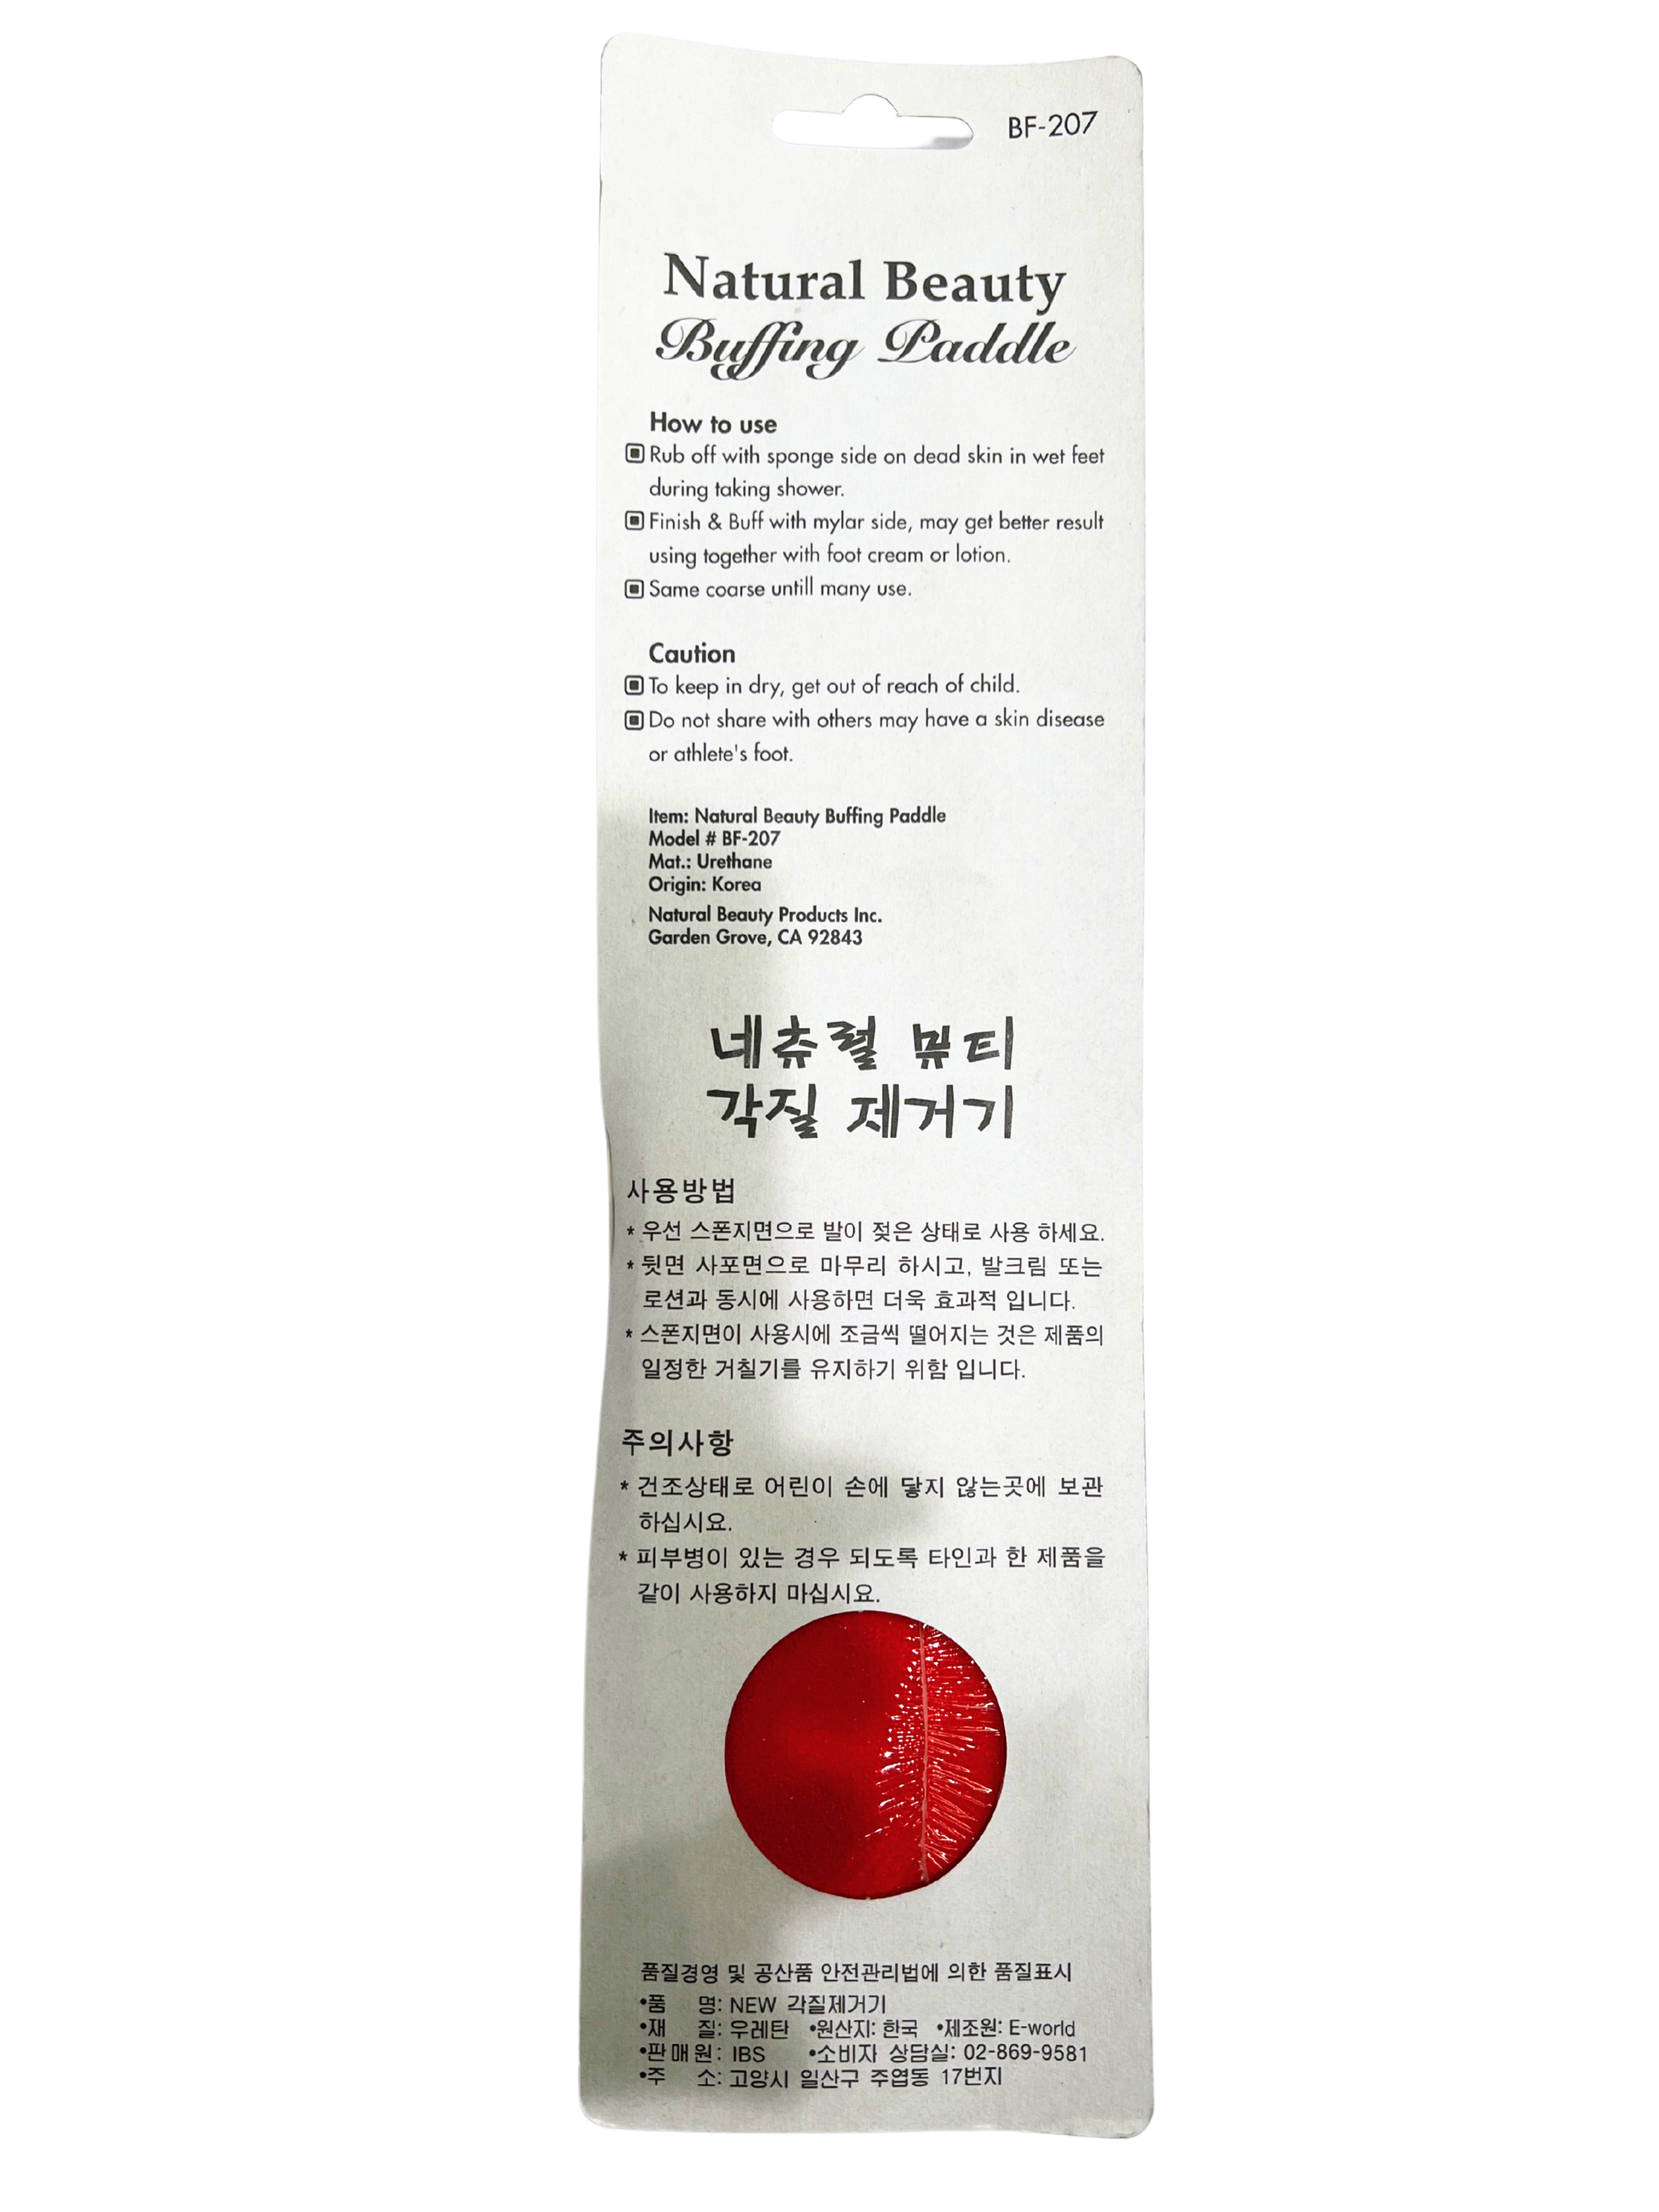 BF-207
Natural Beauty
Buffing Paddle
How to use
Rub off with sponge side on dead skin in wet feet
during taking shower.
Finish & Buff with mylar side, may get better result
using together with foot cream or lotion.
Same coarse untill many use.
Caution
To keep in dry, get out of reach of child.
Do not share with others may have a skin disease
or athlete's foot.
Item: Natural Beauty Buffing Paddle
Model # BF-207
Mat.: Urethane
Origin: Korea
Natural Beauty Products Inc.
Garden Grove, CA 92843
네츄럴 뷰티
각질 제거기
사용방법
* 우선 스폰지면으로 발이 젖은 상태로 사용 하세요.
* 뒷면 사포면으로 마무리 하시고, 발크림 또는
로션과 동시에 사용하면 더욱 효과적 입니다.
* 스폰지면이 사용시에 조금씩 떨어지는 것은 제품의
일정한 거칠기를 유지하기 위함 입니다.
주의사항
* 건조상태로 어린이 손에 닿지 않는곳에 보관
하십시요.
* 피부병이 있는 경우 되도록 타인과 한 제품을
같이 사용하지 마십시요.
품질경영 및 공산품 안전관리법에 의한 품질표시
•품 명: NEW 각질제거기
•재 질: 우레탄 •원산지: 한국 •제조원: E-world
•판매원: IBS •소비자 상담실: 02-869-9581
•주 소: 고양시 일산구 주엽동 17번지